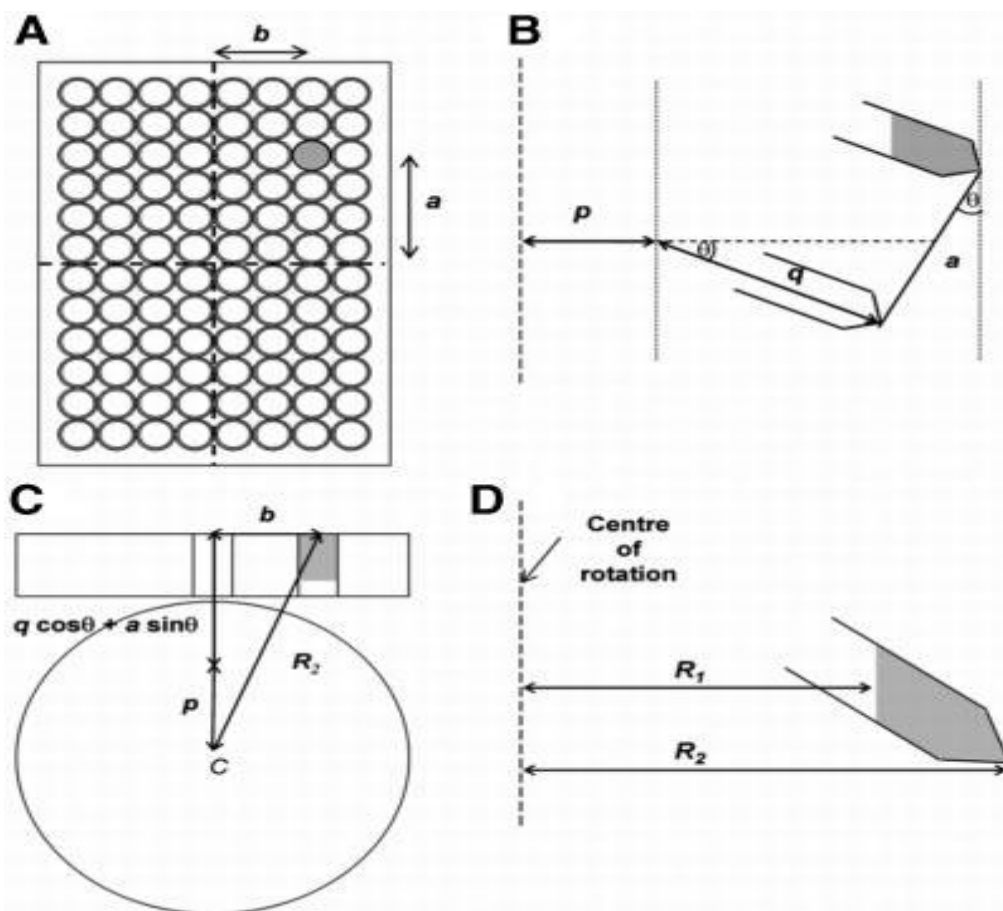 A
b
a
B
p
θ
q
a
θ
C
b
q cosθ + a sinθ
R₂
p
C
D
Centre
of
rotation
R₁
R₂